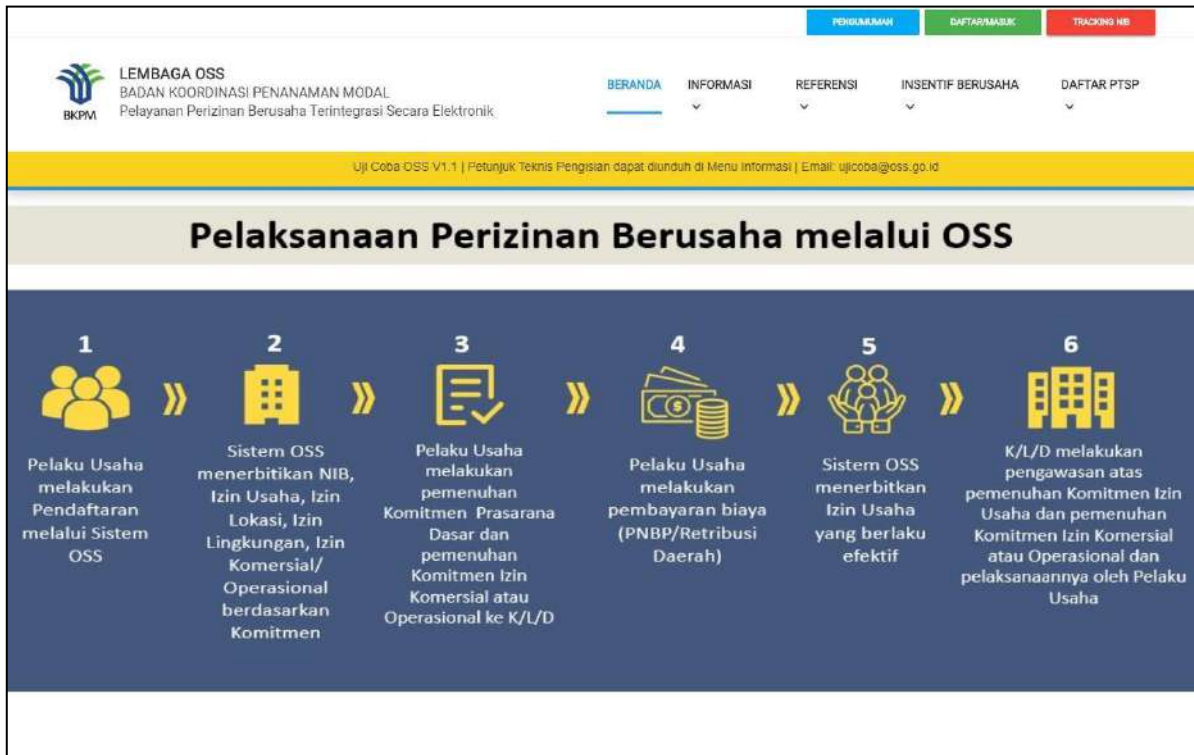 PENGUMUMAN DAFTAR/MASUK TRACKING NIB
LEMBAGA OSS
BADAN KOORDINASI PENANAMAN MODAL
Pelayanan Perizinan Berusaha Terintegrasi Secara Elektronik
BKPM
BERANDA INFORMASI REFERENSI INSENTIF BERUSAHA DAFTAR PTSP
Uji Coba OSS V1.1 | Petunjuk Teknis Pengisian dapat diunduh di Menu Informasi | Email: ujicoba@oss.go.id
Pelaksanaan Perizinan Berusaha melalui OSS
1
Pelaku Usaha
melakukan
Pendaftaran
melalui Sistem
OSS
2
Sistem OSS
menerbitikan NIB,
Izin Usaha, Izin
Lokasi, Izin
Lingkungan, Izin
Komersial/
Operasional
berdasarkan
Komitmen
3
Pelaku Usaha
melakukan
pemenuhan
Komitmen Prasarana
Dasar dan
pemenuhan
Komitmen Izin
Komersial atau
Operasional ke K/L/D
4
Pelaku Usaha
melakukan
pembayaran biaya
(PNBP/Retribusi
Daerah)
5
Sistem OSS
menerbitkan
Izin Usaha
yang berlaku
efektif
6
K/L/D melakukan
pengawasan atas
pemenuhan Komitmen Izin
Usaha dan pemenuhan
Komitmen Izin Komersial
atau Operasional dan
pelaksanaannya oleh Pelaku
Usaha